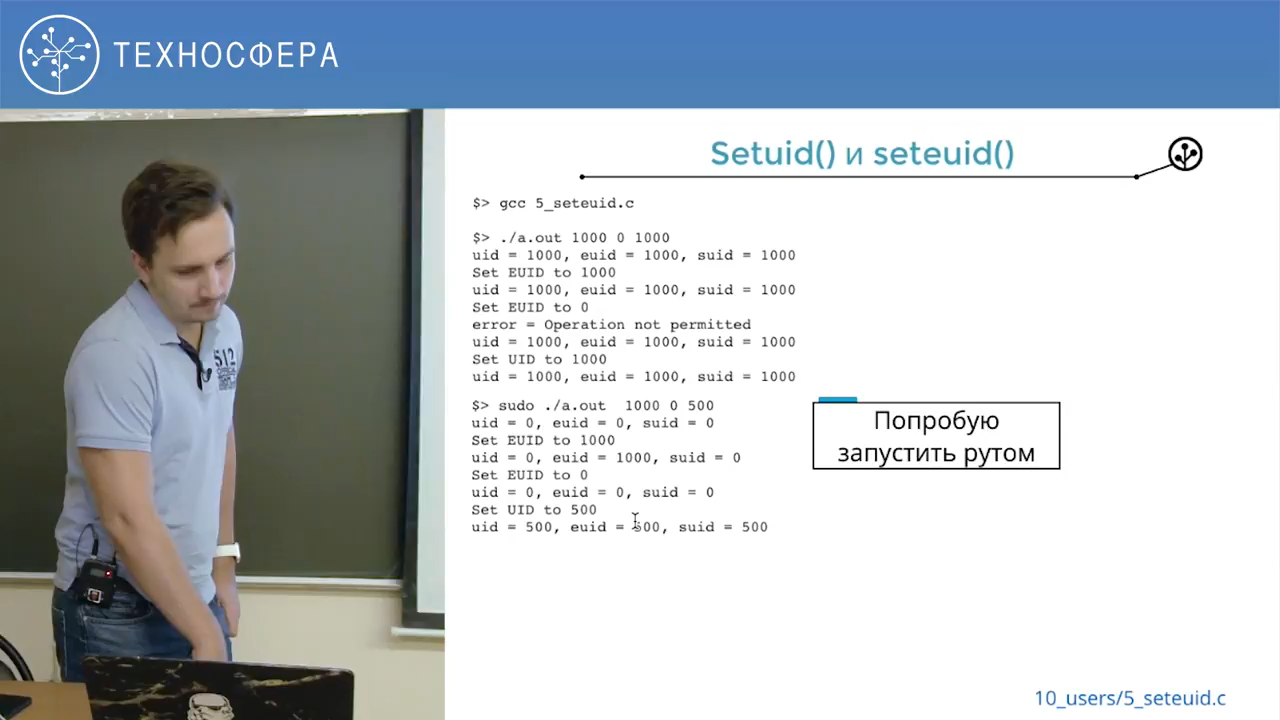 ТЕХНОСФЕРА
Setuid() и seteuid()
$> gcc 5_seteuid.c
$> ./a.out 1000 0 1000
uid = 1000, euid = 1000, suid = 1000
Set EUID to 1000
uid = 1000, euid = 1000, suid = 1000
Set EUID to 0
error = Operation not permitted
uid = 1000, euid = 1000, suid = 1000
Set UID to 1000
uid = 1000, euid = 1000, suid = 1000
$> sudo ./a.out  1000 0 500
uid = 0, euid = 0, suid = 0
Set EUID to 1000
uid = 0, euid = 1000, suid = 0
Set EUID to 0
uid = 0, euid = 0, suid = 0
Set UID to 500
uid = 500, euid = 500, suid = 500
Попробую
запустить рутом
512
10_users/5_seteuid.c